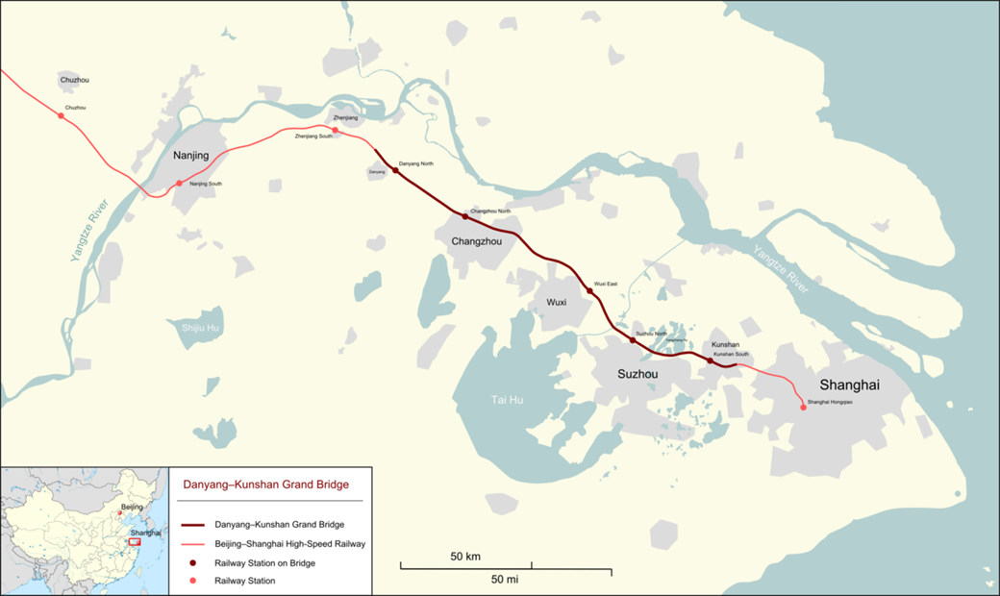 Chuzhou
Chuzhou
Zhenjiang
Zhenjiang South
Nanjing
Nanjing South
Danyang North
Danyang
Yangtze River
Changzhou North
Changzhou
Yangtze River
Wuxi East
Wuxi
Shijiu Hu
Suzhou North
Kunshan
Kunshan South
Suzhou
Shanghai
Tai Hu
Shanghai Hongqiao
Beijing
Shanghai
Danyang–Kunshan Grand Bridge
Danyang–Kunshan Grand Bridge
Beijing–Shanghai High-Speed Railway
Railway Station on Bridge
Railway Station
50 km
50 mi